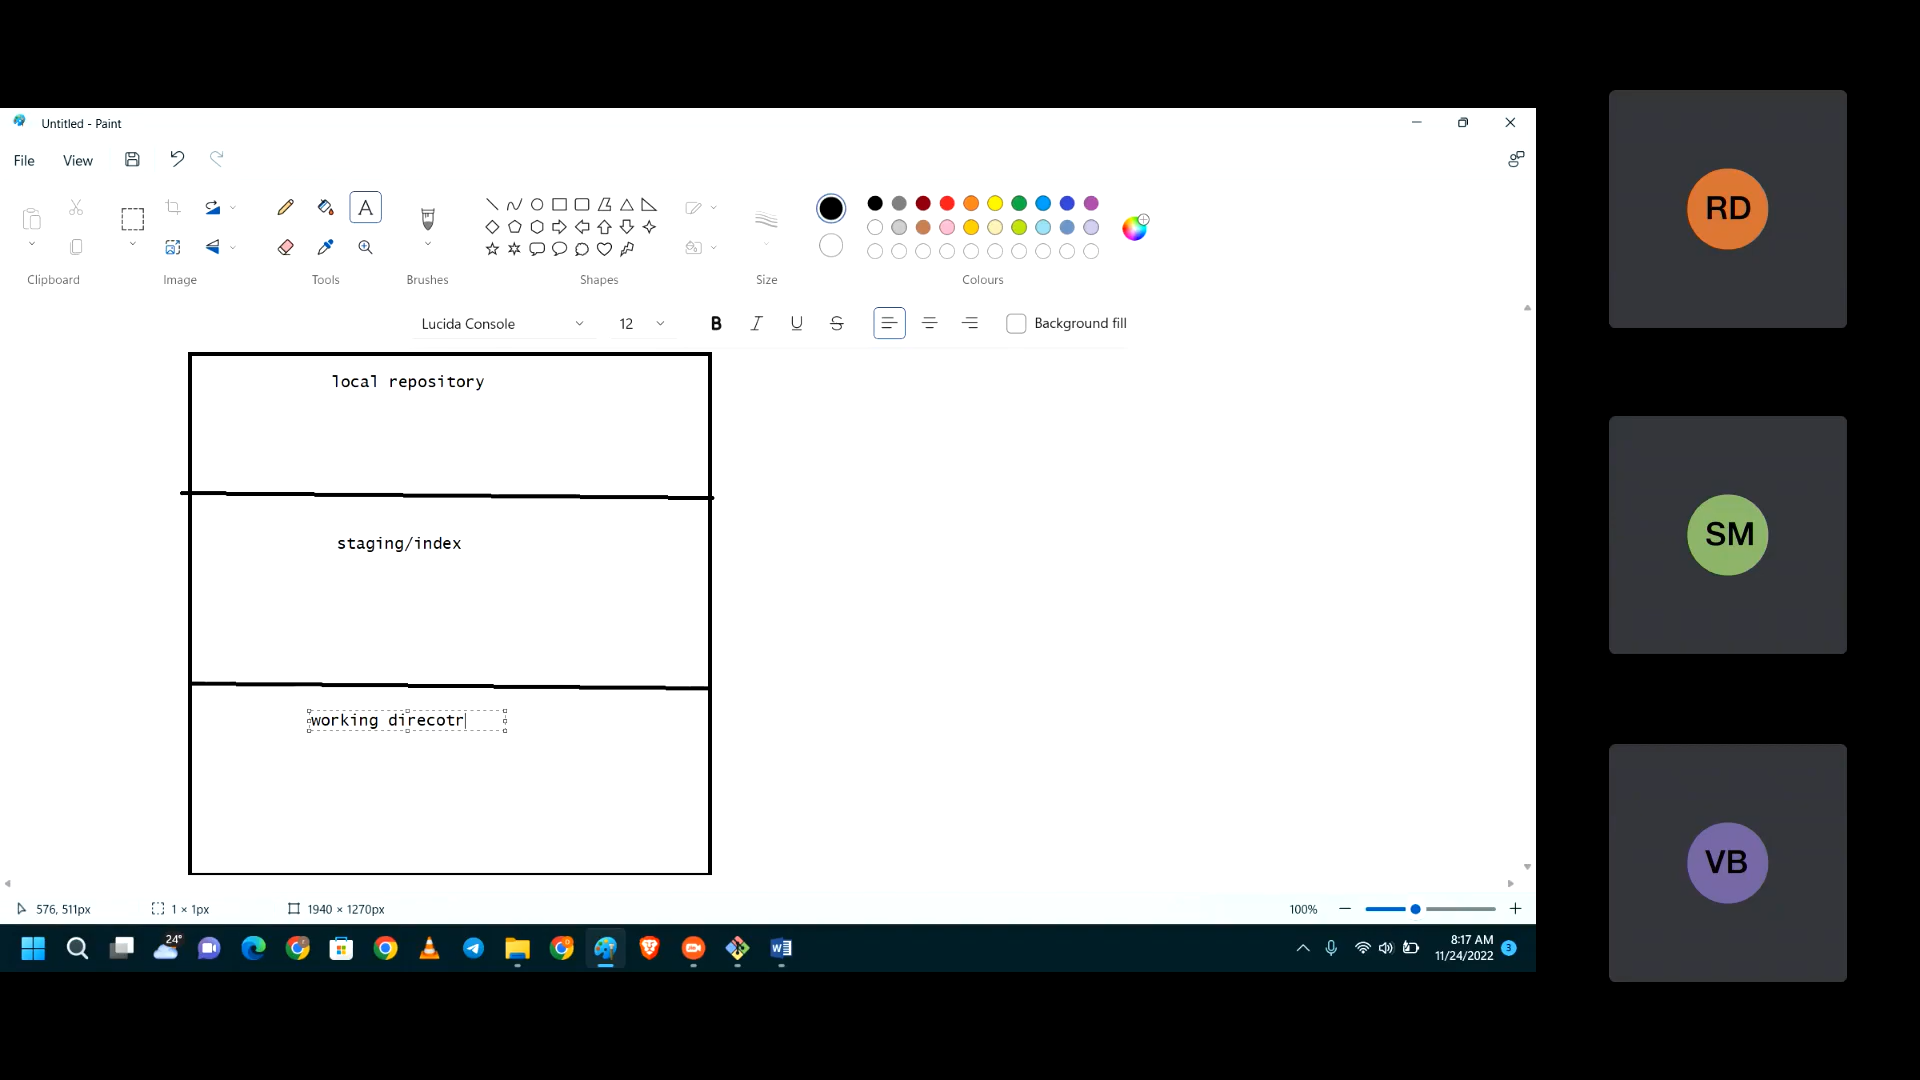 Untitled - Paint
File View
Clipboard Image Tools Brushes Shapes Size Colours
Lucida Console 12 B I U S Background fill
local repository
staging/index
working direcotr
576, 511px 1 × 1px 1940 × 1270px 100%
24° 8:17 AM
11/24/2022 3
RD
SM
VB